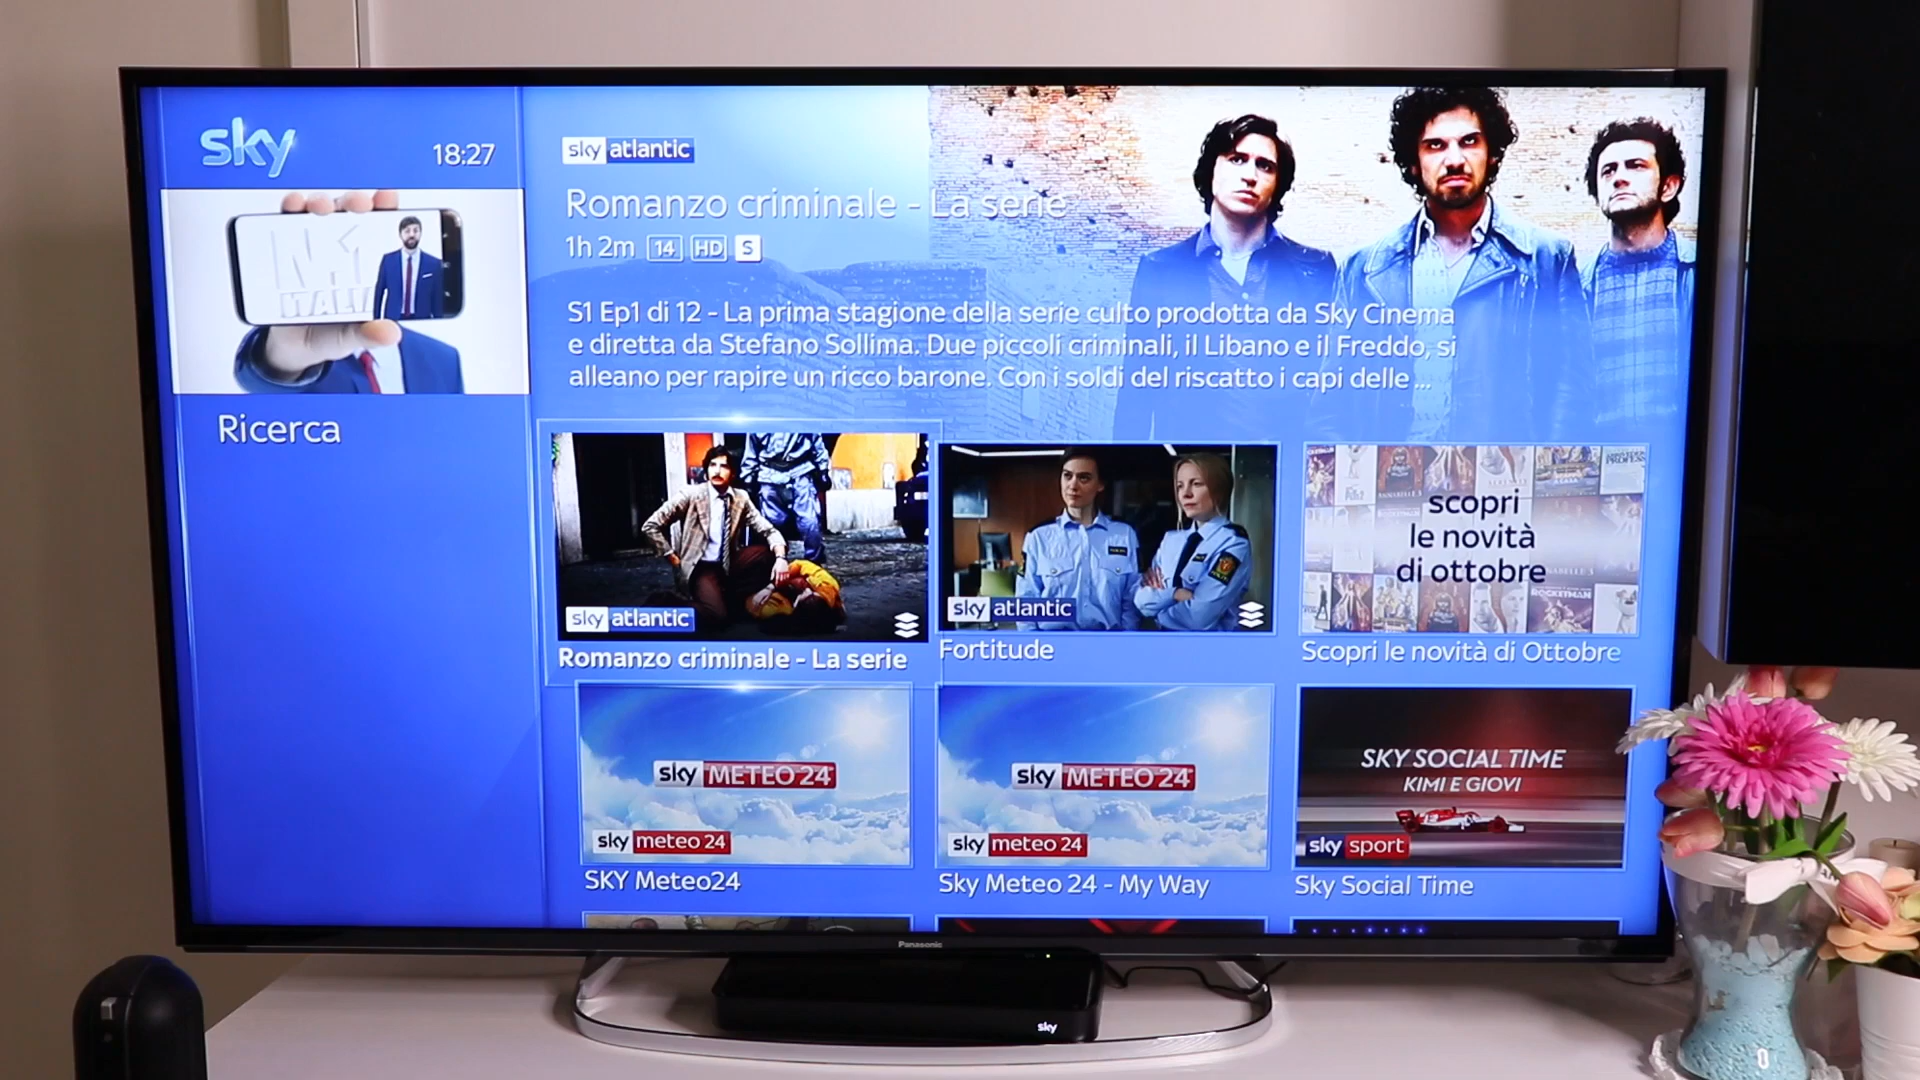 sky
18:27
N1
ITALIA
Ricerca
sky atlantic
Romanzo criminale - La serie
1h 2m 14 HD S
S1 Ep1 di 12 - La prima stagione della serie culto prodotta da Sky Cinema
e diretta da Stefano Sollima. Due piccoli criminali, il Libano e il Freddo, si
alleano per rapire un ricco barone. Con i soldi del riscatto i capi delle ...
sky atlantic
Romanzo criminale - La serie
sky atlantic
Fortitude
scopri
le novità
di ottobre
ROCKETMAN
Scopri le novità di Ottobre
sky METEO 24
sky meteo 24
SKY Meteo24
sky METEO 24
sky meteo 24
Sky Meteo 24 - My Way
SKY SOCIAL TIME
KIMI E GIOVI
sky sport
Sky Social Time
Panasonic
sky